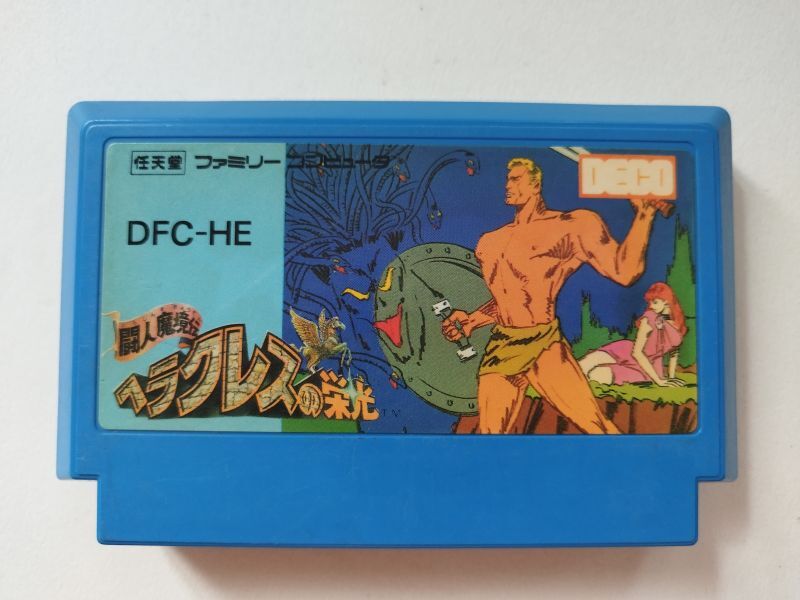 任天堂 ファミリーコンピュータ
DECO
DFC-HE
闘人魔境伝
ヘラクレスの栄光
TM